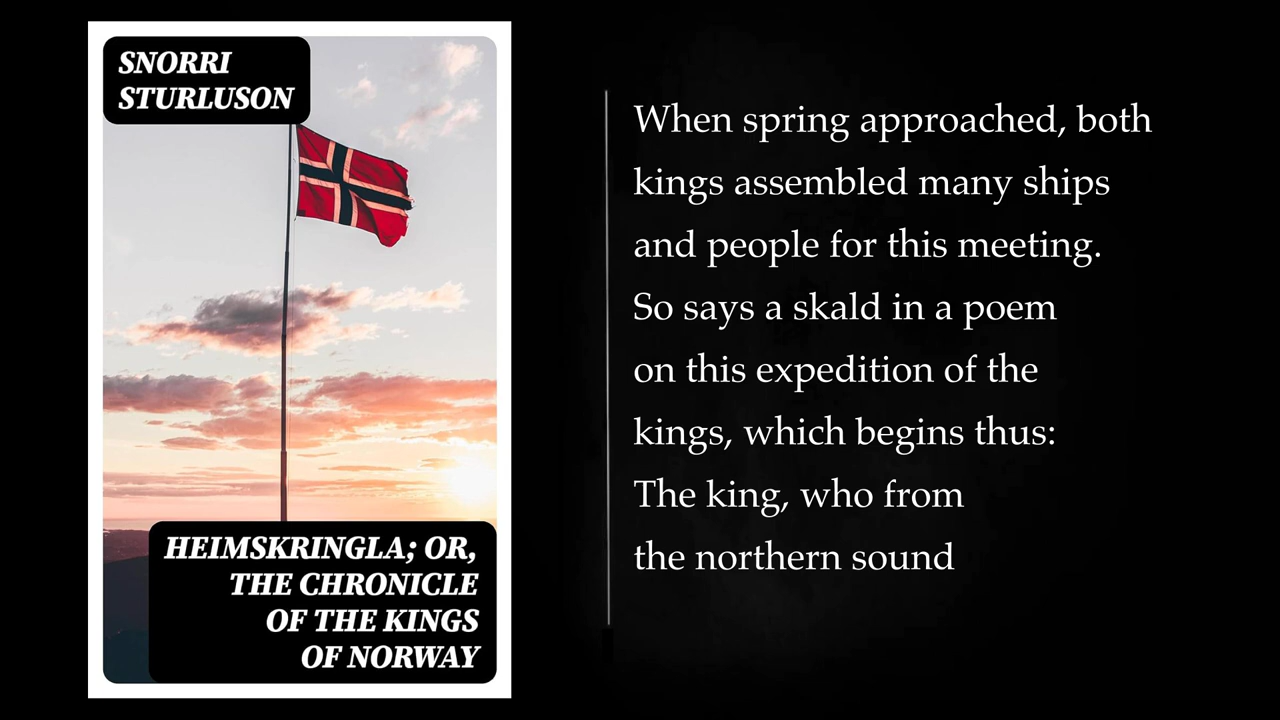 SNORRI
STURLUSON
HEIMSKRINGLA; OR,
THE CHRONICLE
OF THE KINGS
OF NORWAY
When spring approached, both
kings assembled many ships
and people for this meeting.
So says a skald in a poem
on this expedition of the
kings, which begins thus:
The king, who from
the northern sound